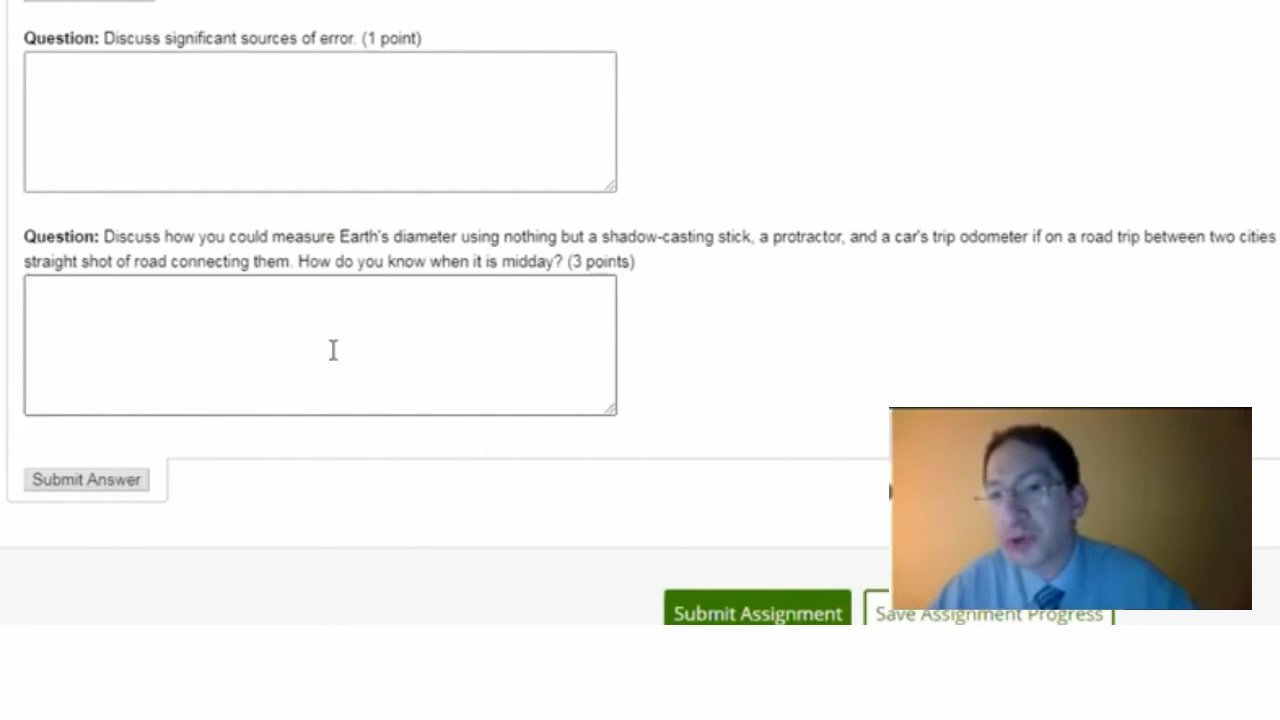 Question: Discuss significant sources of error. (1 point)
Question: Discuss how you could measure Earth's diameter using nothing but a shadow-casting stick, a protractor, and a car's trip odometer if on a road trip between two cities
straight shot of road connecting them. How do you know when it is midday? (3 points)
Submit Answer
Submit Assignment
Save Assignment Progress